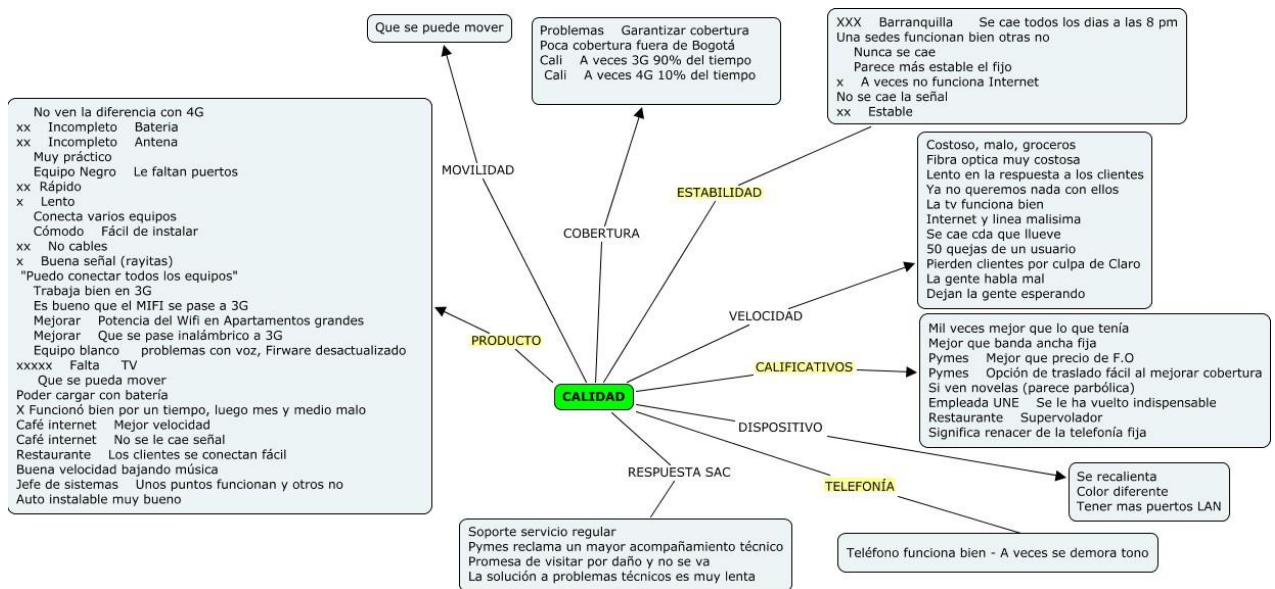 Que se puede mover
Problemas Garantizar cobertura
Poca cobertura fuera de Bogotá
Cali A veces 3G 90% del tiempo
Cali A veces 4G 10% del tiempo
XXX Barranquilla Se cae todos los dias a las 8 pm
Una sedes funcionan bien otras no
Nunca se cae
Parece más estable el fijo
x A veces no funciona Internet
No se cae la señal
xx Estable
No ven la diferencia con 4G
xx Incompleto Bateria
xx Incompleto Antena
Muy práctico
Equipo Negro Le faltan puertos
xx Rápido
x Lento
Conecta varios equipos
Cómodo Fácil de instalar
xx No cables
x Buena señal (rayitas)
"Puedo conectar todos los equipos"
Trabaja bien en 3G
Es bueno que el MIFI se pase a 3G
Mejorar Potencia del Wifi en Apartamentos grandes
Mejorar Que se pase inalámbrico a 3G
Equipo blanco problemas con voz, Firware desactualizado
xxxxx Falta TV
Que se pueda mover
Poder cargar con batería
X Funcionó bien por un tiempo, luego mes y medio malo
Café internet Mejor velocidad
Café internet No se le cae señal
Restaurante Los clientes se conectan fácil
Buena velocidad bajando música
Jefe de sistemas Unos puntos funcionan y otros no
Auto instalable muy bueno
MOVILIDAD
COBERTURA
ESTABILIDAD
Costoso, malo, groceros
Fibra optica muy costosa
Lento en la respuesta a los clientes
Ya no queremos nada con ellos
La tv funciona bien
Internet y linea malisima
Se cae cda que llueve
50 quejas de un usuario
Pierden clientes por culpa de Claro
La gente habla mal
Dejan la gente esperando
VELOCIDAD
PRODUCTO
CALIFICATIVOS
Mil veces mejor que lo que tenía
Mejor que banda ancha fija
Pymes Mejor que precio de F.O
Pymes Opción de traslado fácil al mejorar cobertura
Si ven novelas (parece parbólica)
Empleada UNE Se le ha vuelto indispensable
Restaurante Supervolador
Significa renacer de la telefonía fija
CALIDAD
DISPOSITIVO
RESPUESTA SAC
TELEFONÍA
Se recalienta
Color diferente
Tener mas puertos LAN
Soporte servicio regular
Pymes reclama un mayor acompañamiento técnico
Promesa de visitar por daño y no se va
La solución a problemas técnicos es muy lenta
Teléfono funciona bien - A veces se demora tono